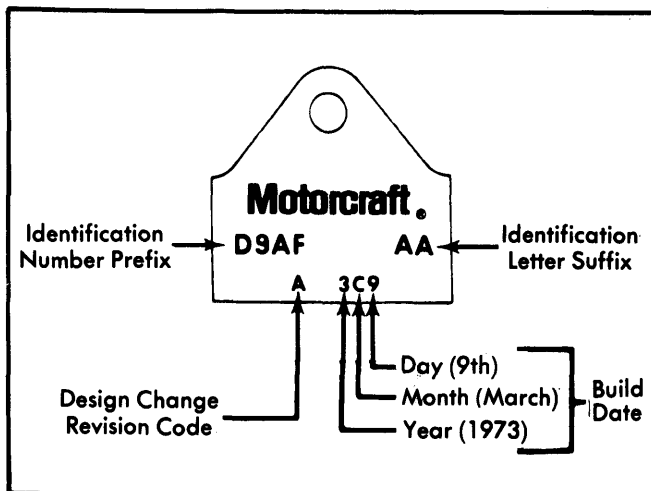 Motorcraft ®
Identification Number Prefix
D9AF
AA
Identification Letter Suffix
A
3C9
Day (9th)
Month (March)
Year (1973)
Build Date
Design Change Revision Code